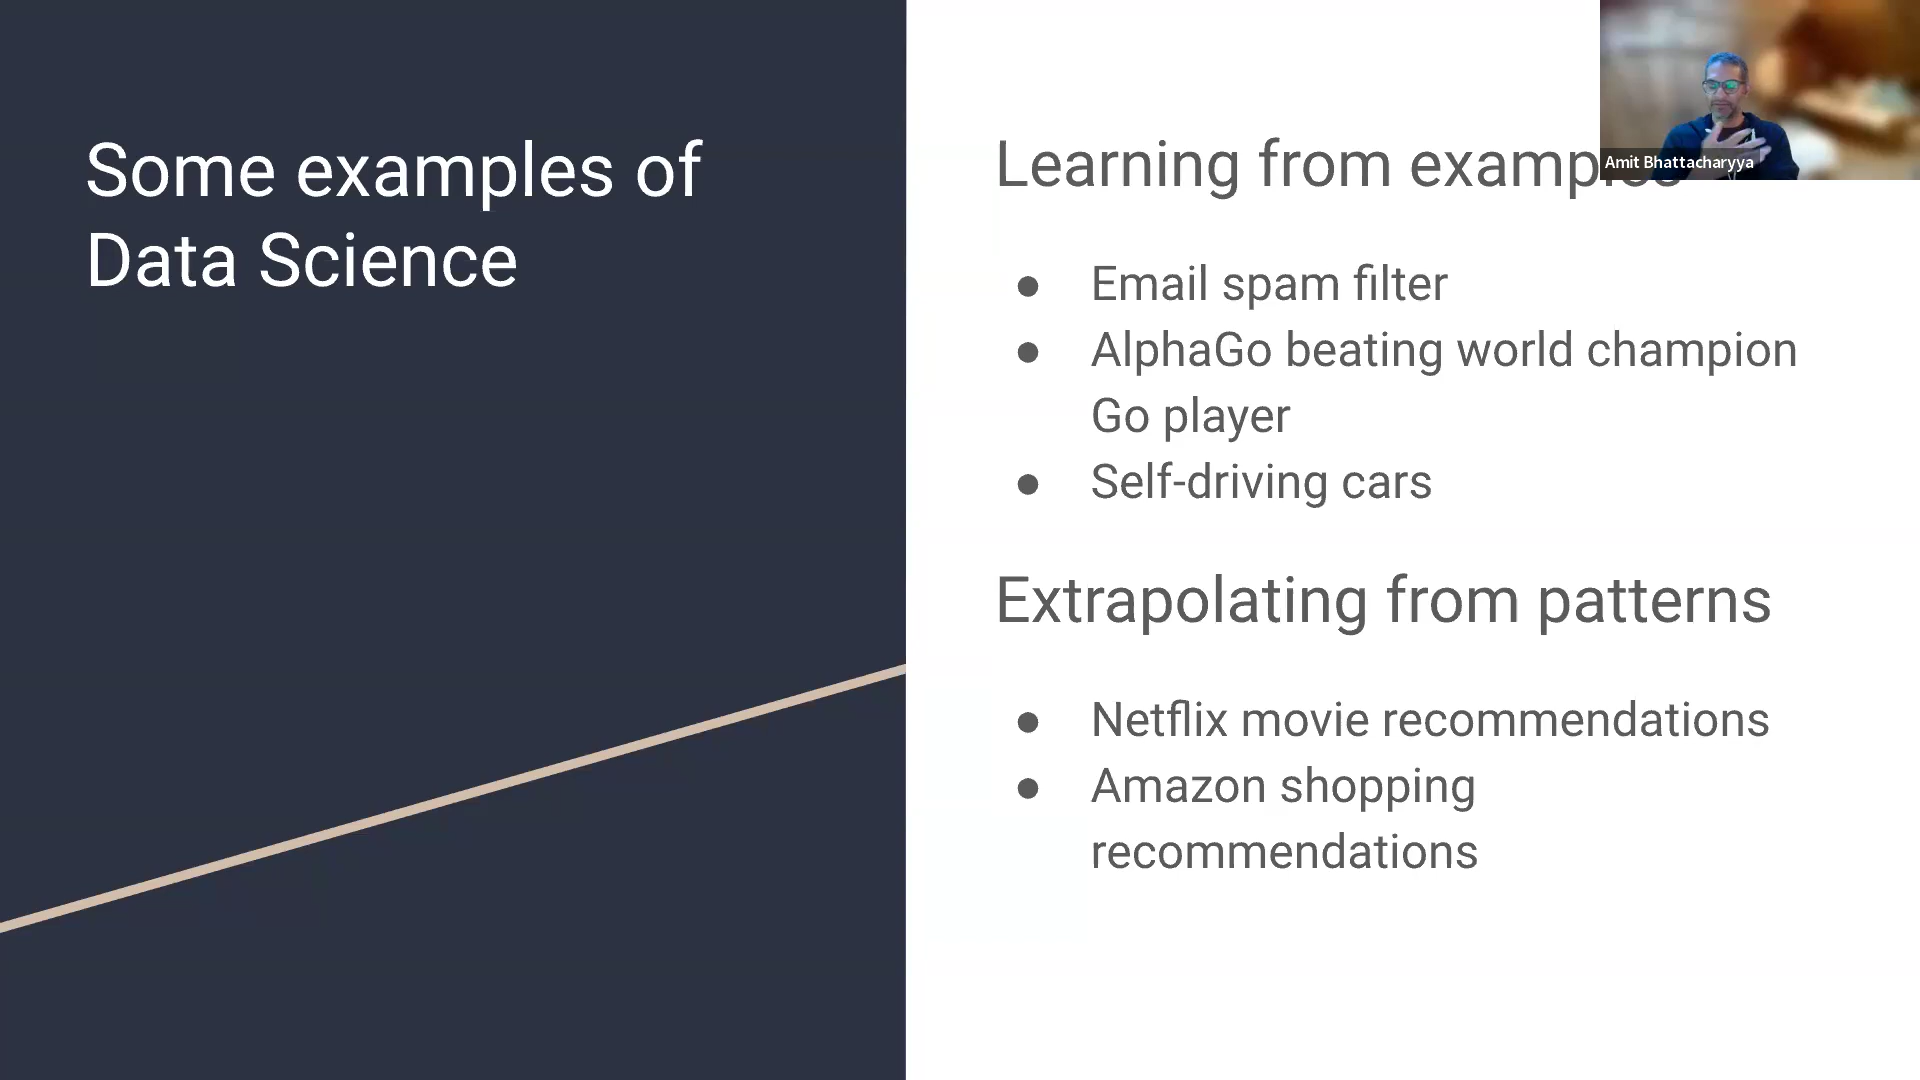 Some examples of
Data Science
Learning from examples
Amit Bhattacharyya
● Email spam filter
● AlphaGo beating world champion
Go player
● Self-driving cars
Extrapolating from patterns
● Netflix movie recommendations
● Amazon shopping
recommendations